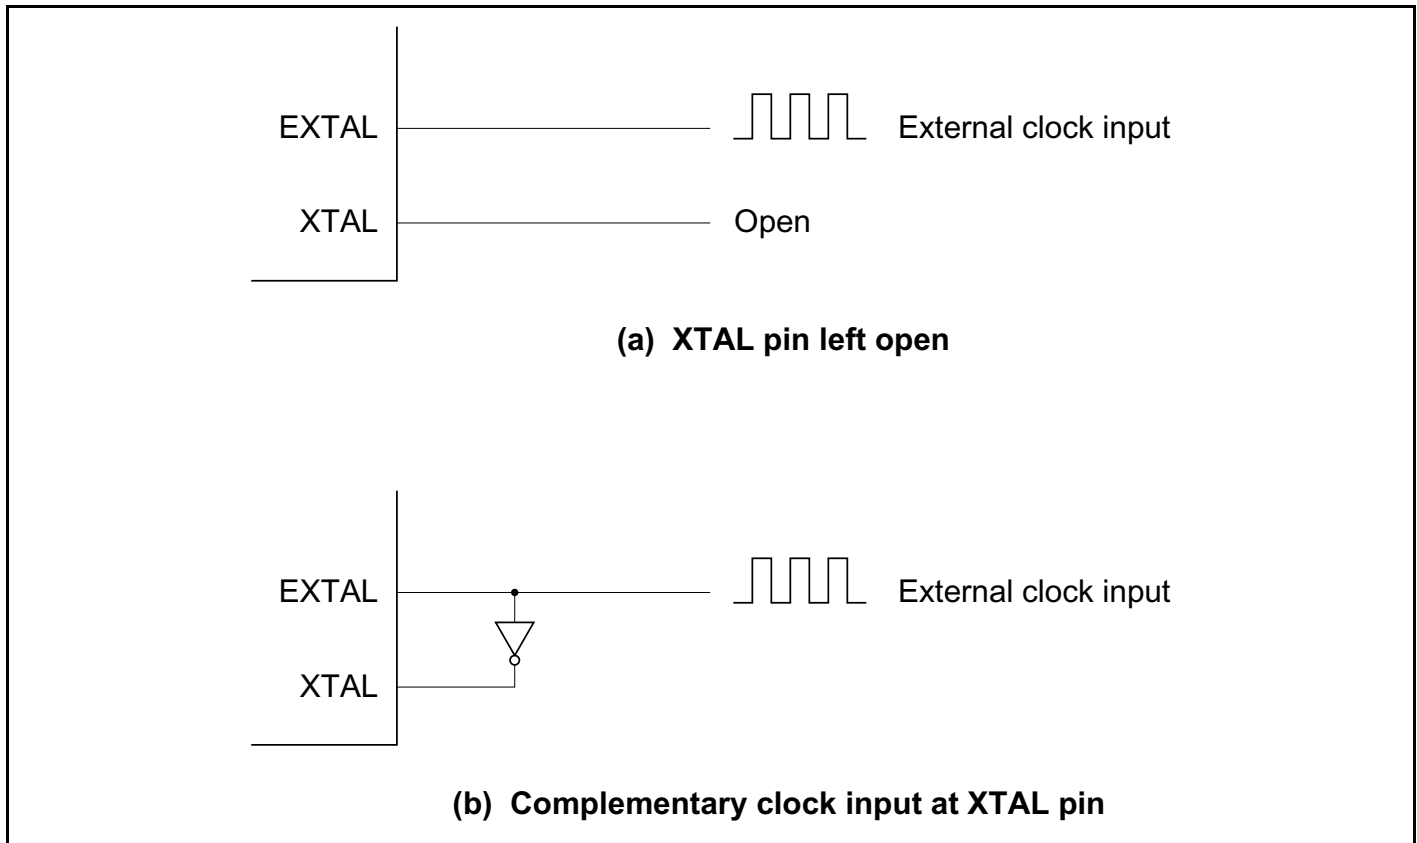 EXTAL
External clock input
XTAL
Open
(a) XTAL pin left open
EXTAL
External clock input
XTAL
(b) Complementary clock input at XTAL pin